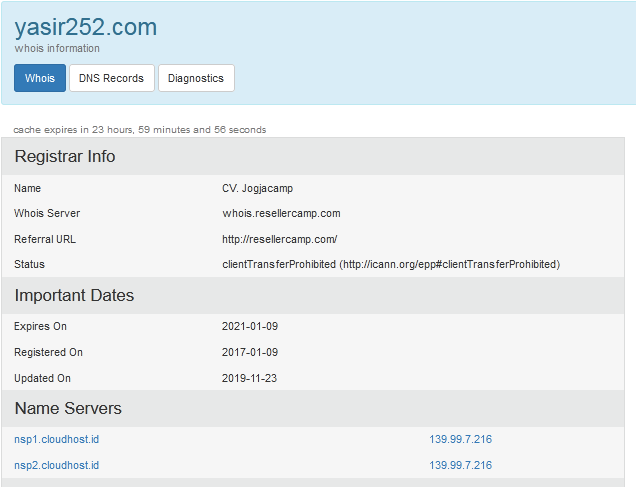 yasir252.com
whois information
Whois DNS Records Diagnostics
cache expires in 23 hours, 59 minutes and 56 seconds
Registrar Info
Name CV. Jogjacamp
Whois Server whois.resellercamp.com
Referral URL http://resellercamp.com/
Status clientTransferProhibited (http://icann.org/epp#clientTransferProhibited)
Important Dates
Expires On 2021-01-09
Registered On 2017-01-09
Updated On 2019-11-23
Name Servers
nsp1.cloudhost.id 139.99.7.216
nsp2.cloudhost.id 139.99.7.216